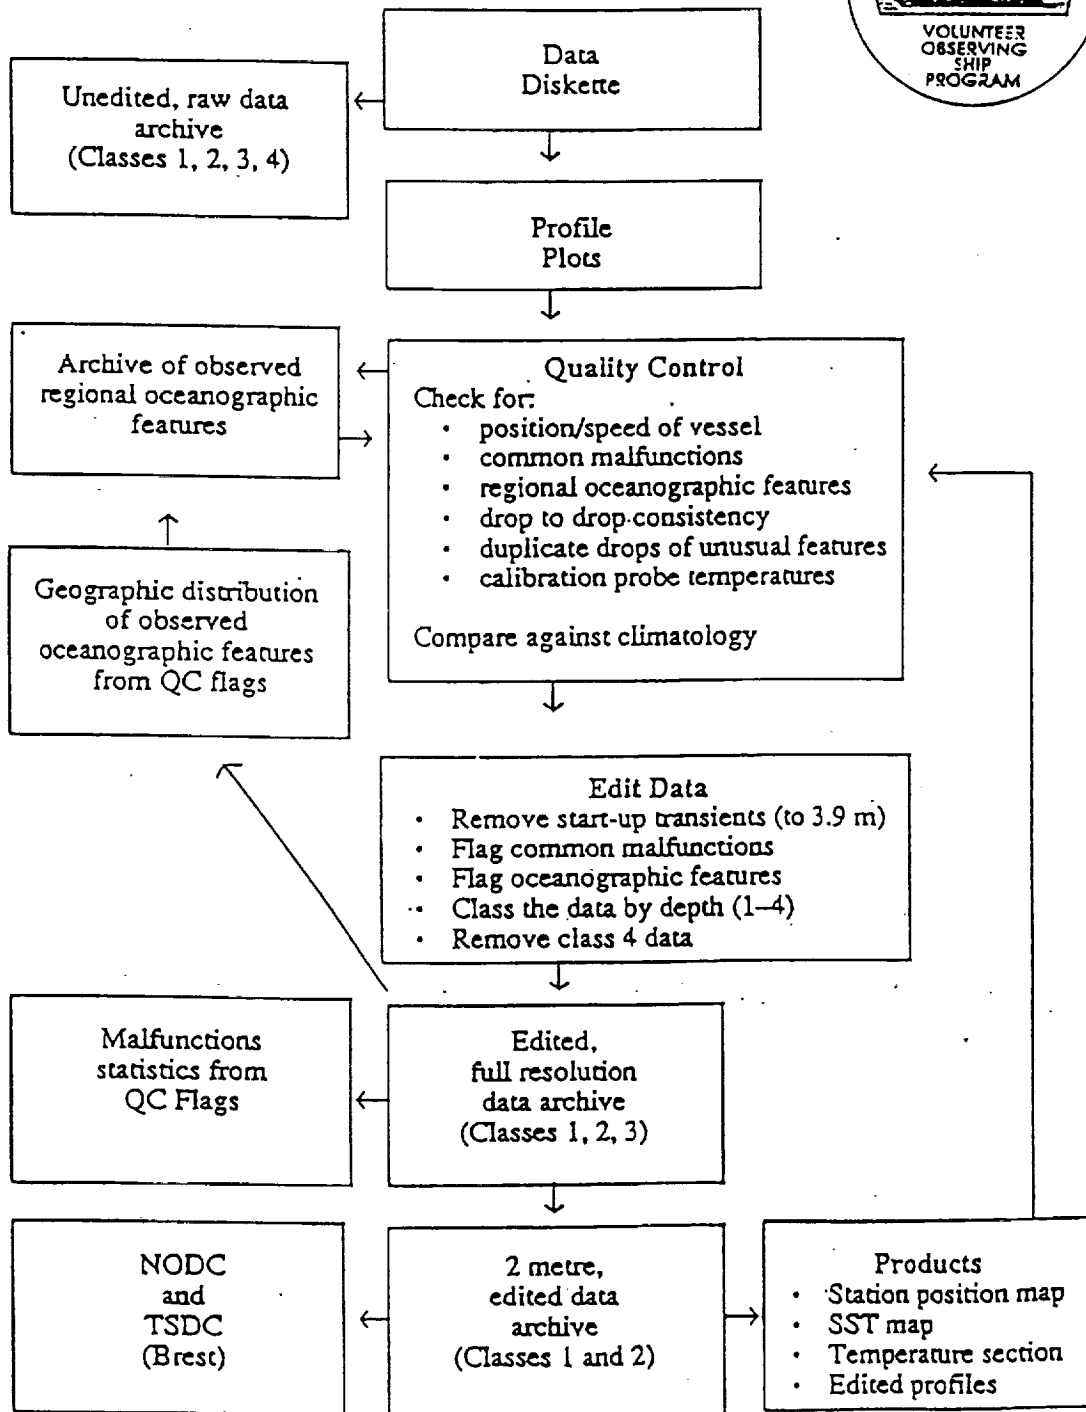 VOLUNTEER
OBSERVING
SHIP
PROGRAM
Data
Diskette
Unedited, raw data
archive
(Classes 1, 2, 3, 4)
Profile
Plots
Archive of observed
regional oceanographic
features
Quality Control
Check for:
· position/speed of vessel
· common malfunctions
· regional oceanographic features
· drop to drop consistency
· duplicate drops of unusual features
· calibration probe temperatures
Compare against climatology
Geographic distribution
of observed
oceanographic features
from QC flags
Edit Data
· Remove start-up transients (to 3.9 m)
· Flag common malfunctions
· Flag oceanographic features
· Class the data by depth (1–4)
· Remove class 4 data
Malfunctions
statistics from
QC Flags
Edited,
full resolution
data archive
(Classes 1, 2, 3)
NODC
and
TSDC
(Brest)
2 metre,
edited data
archive
(Classes 1 and 2)
Products
· Station position map
· SST map
· Temperature section
· Edited profiles